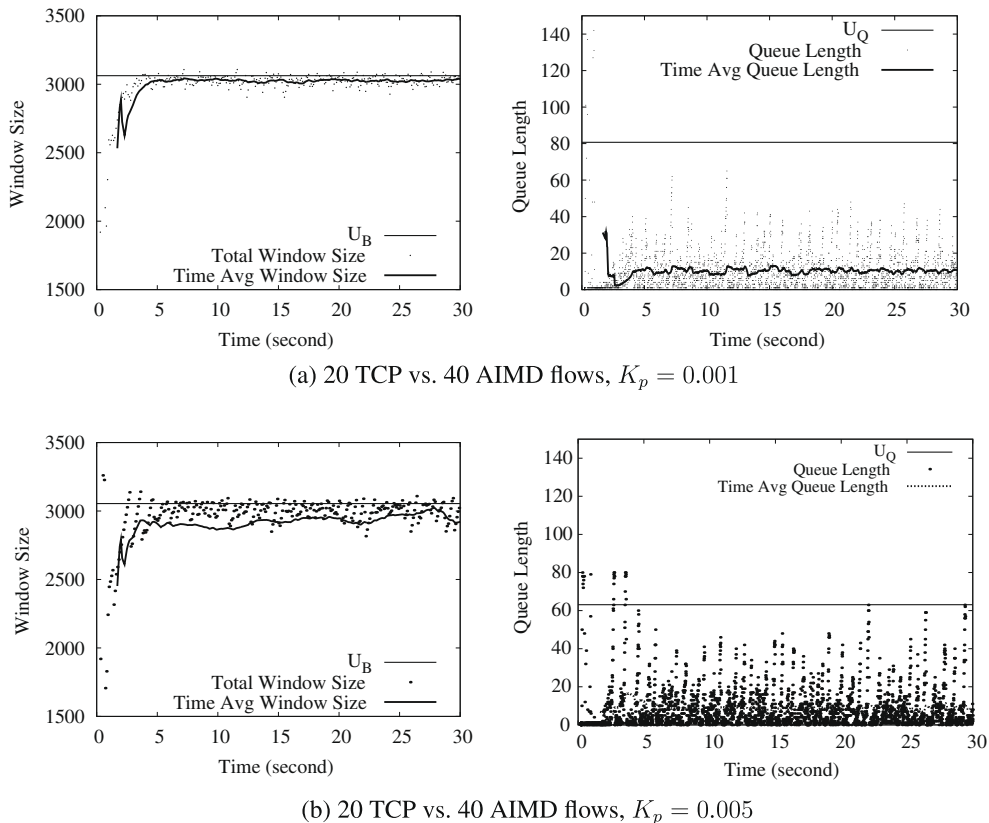 3500
3000
2500
2000
1500
Window Size
U_B
Total Window Size
Time Avg Window Size
0 5 10 15 20 25 30
Time (second)
140
120
100
80
60
40
20
0
Queue Length
U_Q
Queue Length
Time Avg Queue Length
0 5 10 15 20 25 30
Time (second)
(a) 20 TCP vs. 40 AIMD flows, K_p = 0.001
3500
3000
2500
2000
1500
Window Size
U_B
Total Window Size
Time Avg Window Size
0 5 10 15 20 25 30
Time (second)
140
120
100
80
60
40
20
0
Queue Length
U_Q
Queue Length
Time Avg Queue Length
0 5 10 15 20 25 30
Time (second)
(b) 20 TCP vs. 40 AIMD flows, K_p = 0.005